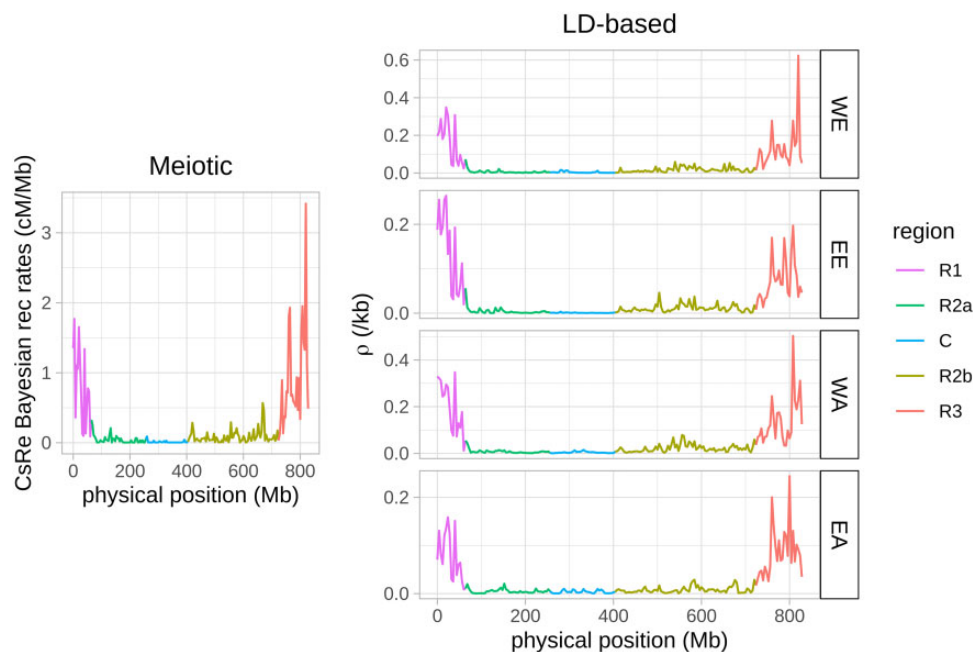 LD-based
Meiotic
CsRe Bayesian rec rates (cM/Mb)
3
2
1
0
0 200 400 600 800
physical position (Mb)
ρ (/kb)
0.6
0.4
0.2
0.0
WE
0.2
0.0
EE
0.4
0.2
0.0
WA
0.2
0.0
EA
0 200 400 600 800
physical position (Mb)
region
R1
R2a
C
R2b
R3